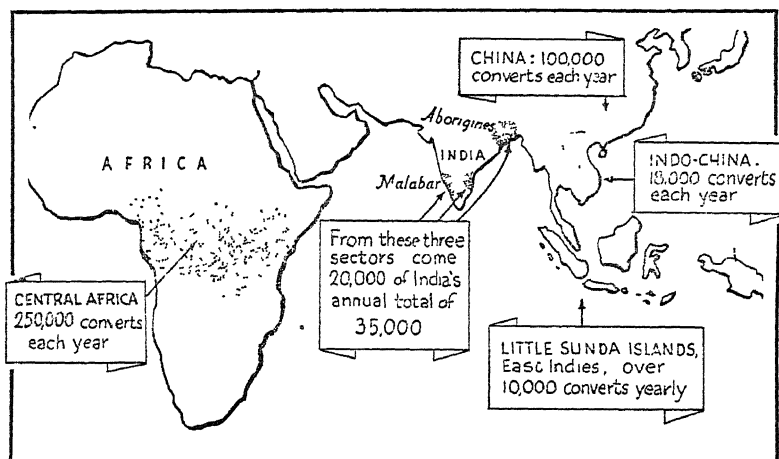 CHINA: 100,000
converts each year
Aborigines
INDIA
AFRICA
Malabar
INDO-CHINA.
18,000 converts
each year
From these three
sectors come
20,000 of India's
annual total of
35,000
CENTRAL AFRICA
250,000 converts
each year
LITTLE SUNDA ISLANDS,
East Indies, over
10,000 converts yearly